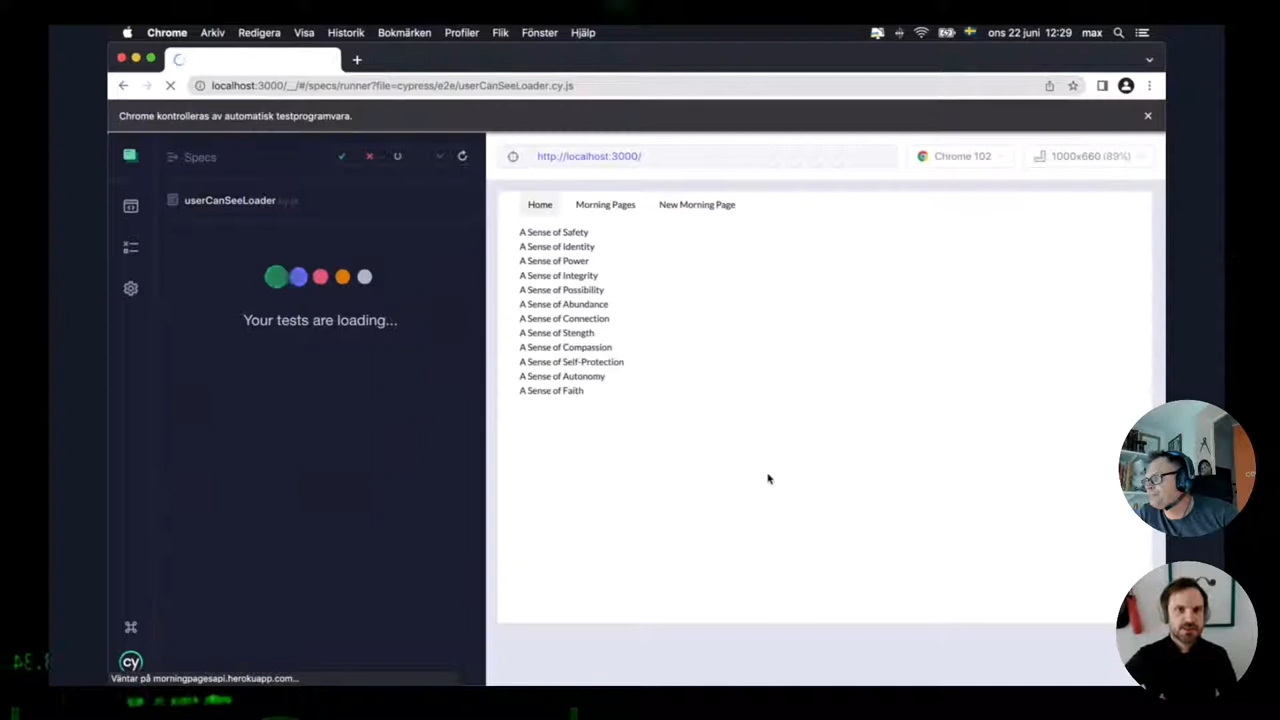 Chrome Arkiv Redigera Visa Historik Bokmärken Profiler Flik Fönster Hjälp ons 22 juni 12:29 max
localhost:3000/__/#/specs/runner?file=cypress/e2e/userCanSeeLoader.cy.js
Chrome kontrolleras av automatisk testprogramvara.
Specs
http://localhost:3000/
Chrome 102
1000x660 (89%)
userCanSeeLoader cy.js
Home Morning Pages New Morning Page
A Sense of Safety
A Sense of Identity
A Sense of Power
A Sense of Integrity
A Sense of Possibility
A Sense of Abundance
A Sense of Connection
A Sense of Stength
A Sense of Compassion
A Sense of Self-Protection
A Sense of Autonomy
A Sense of Faith
Your tests are loading...
cy
Väntar på morningpagesapi.herokuapp.com...